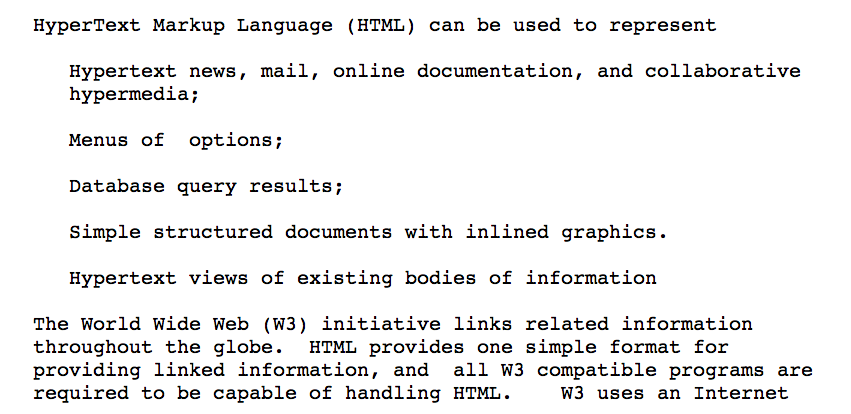 HyperText Markup Language (HTML) can be used to represent
Hypertext news, mail, online documentation, and collaborative
hypermedia;
Menus of  options;
Database query results;
Simple structured documents with inlined graphics.
Hypertext views of existing bodies of information
The World Wide Web (W3) initiative links related information
throughout the globe.  HTML provides one simple format for
providing linked information, and  all W3 compatible programs are
required to be capable of handling HTML.    W3 uses an Internet